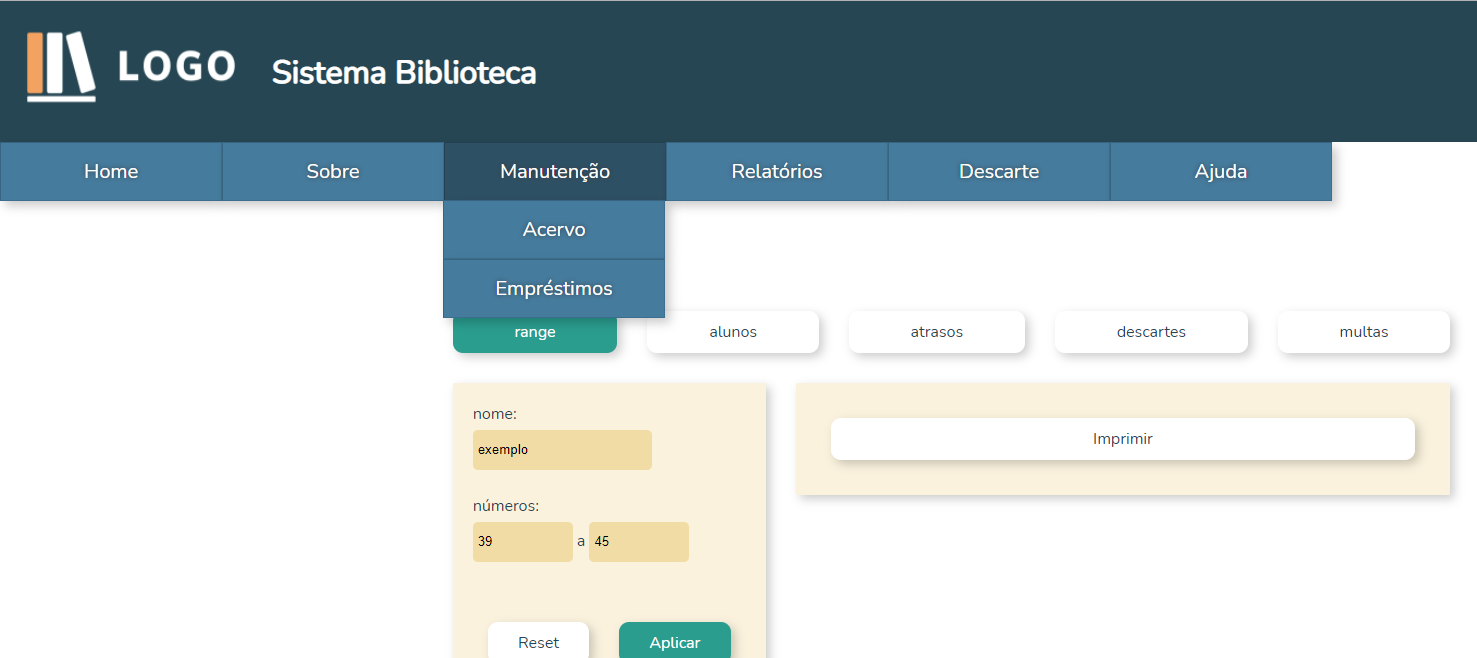 LOGO Sistema Biblioteca
Home Sobre Manutenção Relatórios Descarte Ajuda
Acervo
Empréstimos
range alunos atrasos descartes multas
nome:
exemplo
Imprimir
números:
39 a 45
Reset Aplicar